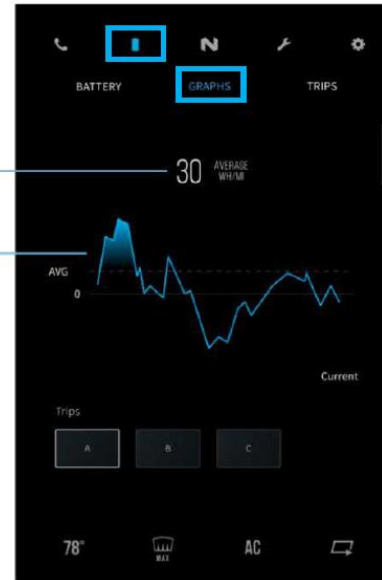 BATTERY GRAPHS TRIPS
30 AVERAGE
WH/MI
AVG
0
Current
Trips
A B C
78° MAX AC